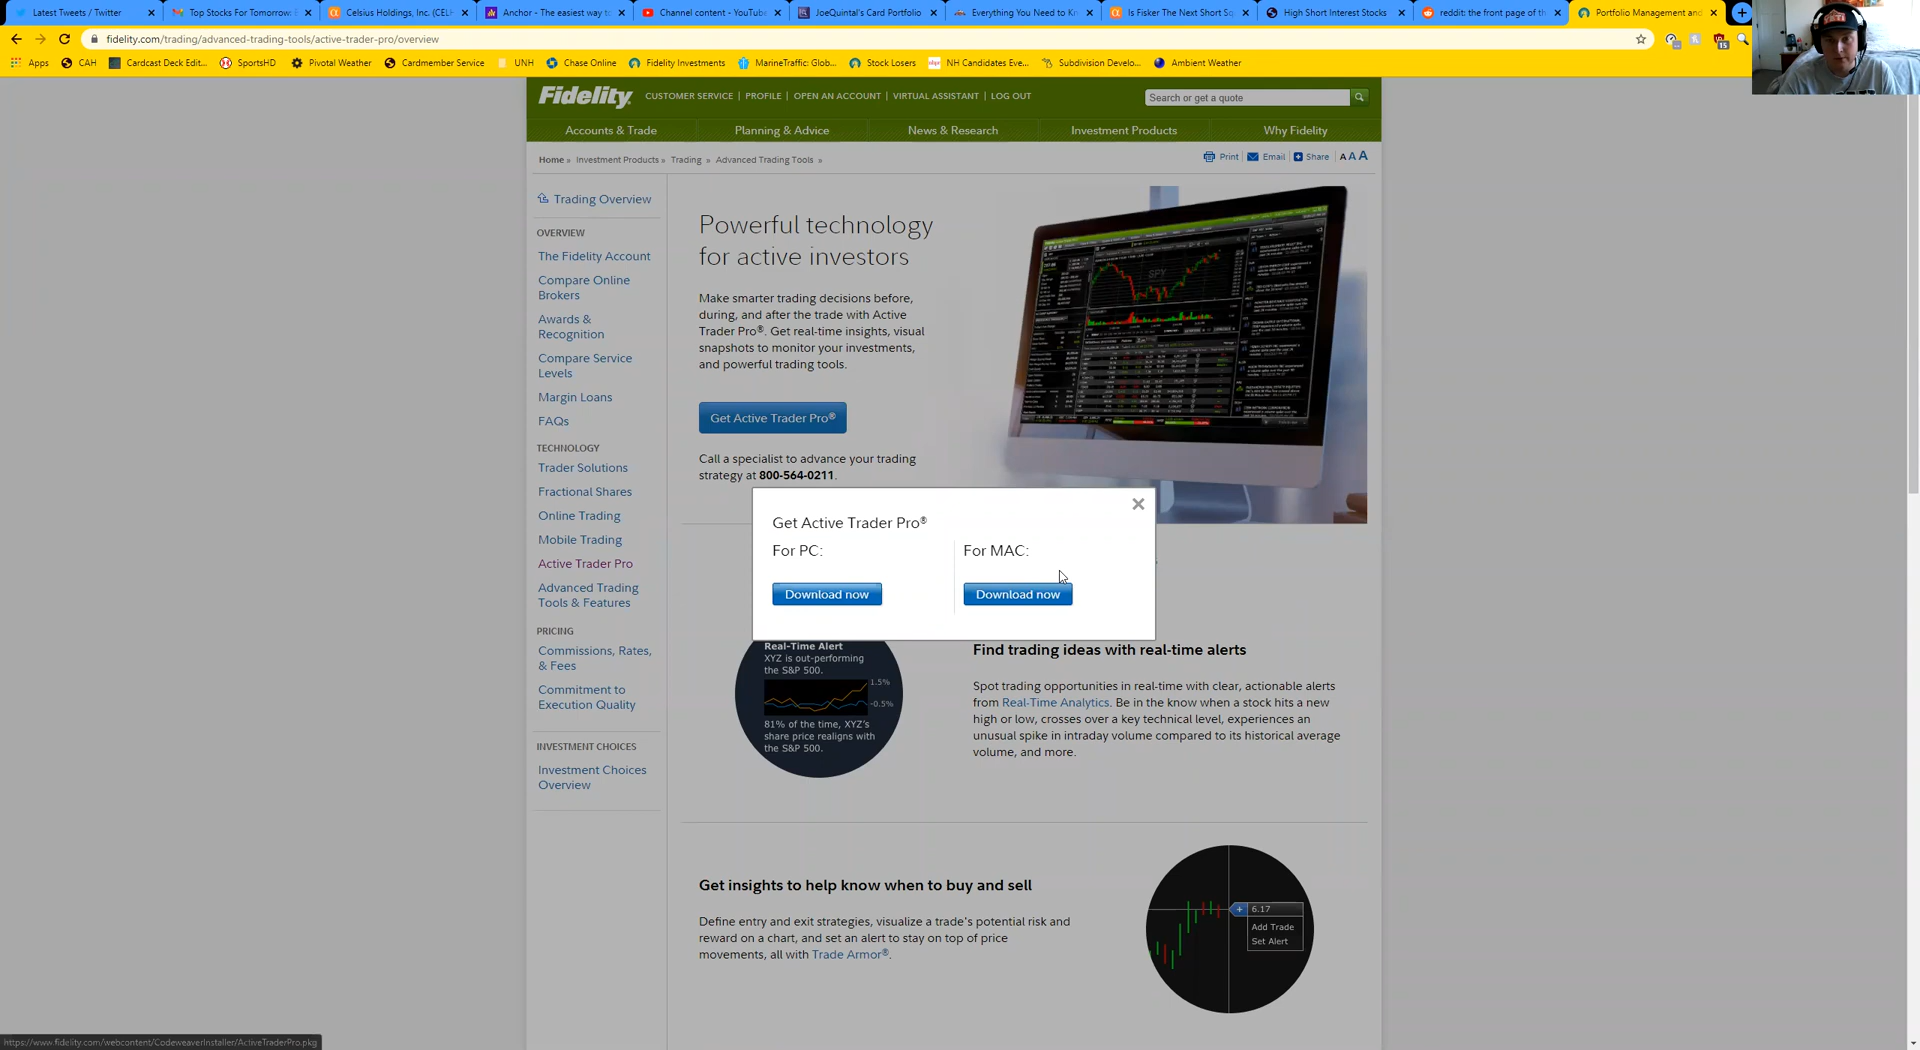 Latest Tweets / Twitter
Top Stocks For Tomorrow: E
Celsius Holdings, Inc. (CELH
Anchor - The easiest way to
Channel content - YouTube
JoeQuintal's Card Portfolio
Everything You Need to Kn
Is Fisker The Next Short Sq
High Short Interest Stocks
reddit: the front page of th
Portfolio Management and
fidelity.com/trading/advanced-trading-tools/active-trader-pro/overview
15
Apps
CAH
Cardcast Deck Edit...
SportsHD
Pivotal Weather
Cardmember Service
UNH
Chase Online
Fidelity Investments
MarineTraffic: Glob...
Stock Losers
NH Candidates Eve...
Subdivision Develo...
Ambient Weather
Fidelity
CUSTOMER SERVICE | PROFILE | OPEN AN ACCOUNT | VIRTUAL ASSISTANT | LOG OUT
Search or get a quote
Accounts & Trade
Planning & Advice
News & Research
Investment Products
Why Fidelity
Home » Investment Products » Trading » Advanced Trading Tools »
Print
Email
Share
A A A
Trading Overview
OVERVIEW
The Fidelity Account
Compare Online
Brokers
Awards &
Recognition
Compare Service
Levels
Margin Loans
FAQs
TECHNOLOGY
Trader Solutions
Fractional Shares
Online Trading
Mobile Trading
Active Trader Pro
Advanced Trading
Tools & Features
PRICING
Commissions, Rates,
& Fees
Commitment to
Execution Quality
INVESTMENT CHOICES
Investment Choices
Overview
Powerful technology
for active investors
Make smarter trading decisions before,
during, and after the trade with Active
Trader Pro®. Get real-time insights, visual
snapshots to monitor your investments,
and powerful trading tools.
Get Active Trader Pro®
Call a specialist to advance your trading
strategy at 800-564-0211.
SPY
Get Active Trader Pro®
For PC:
Download now
For MAC:
Download now
Real-Time Alert
XYZ is out-performing
the S&P 500.
1.5%
-0.5%
81% of the time, XYZ's
share price realigns with
the S&P 500.
Find trading ideas with real-time alerts
Spot trading opportunities in real-time with clear, actionable alerts
from Real-Time Analytics. Be in the know when a stock hits a new
high or low, crosses over a key technical level, experiences an
unusual spike in intraday volume compared to its historical average
volume, and more.
Get insights to help know when to buy and sell
Define entry and exit strategies, visualize a trade's potential risk and
reward on a chart, and set an alert to stay on top of price
movements, all with Trade Armor®.
6.17
Add Trade
Set Alert
https://www.fidelity.com/webcontent/CodeweaverInstaller/ActiveTraderPro.pkg